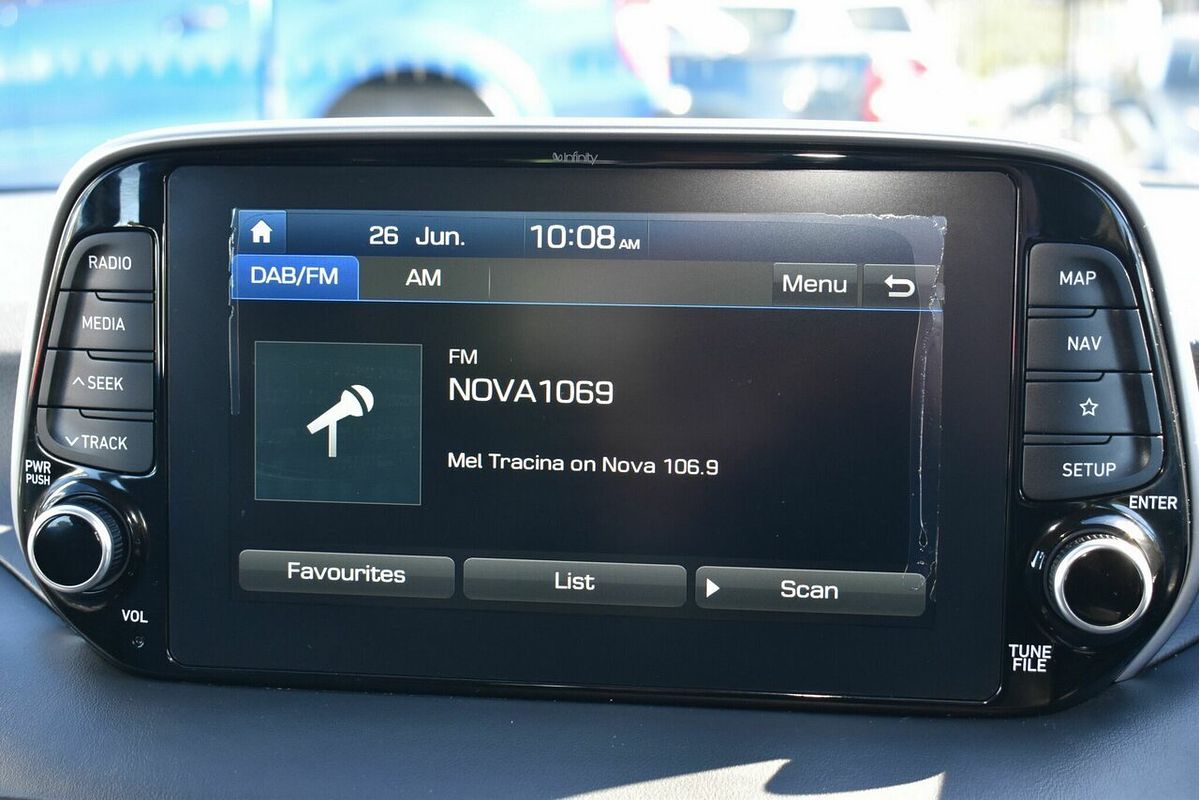 infinity
26 Jun. 10:08 AM
DAB/FM AM Menu
FM
NOVA1069
Mel Tracina on Nova 106.9
Favourites List Scan
RADIO
MEDIA
SEEK
TRACK
PWR
PUSH
VOL
MAP
NAV
SETUP
ENTER
TUNE
FILE